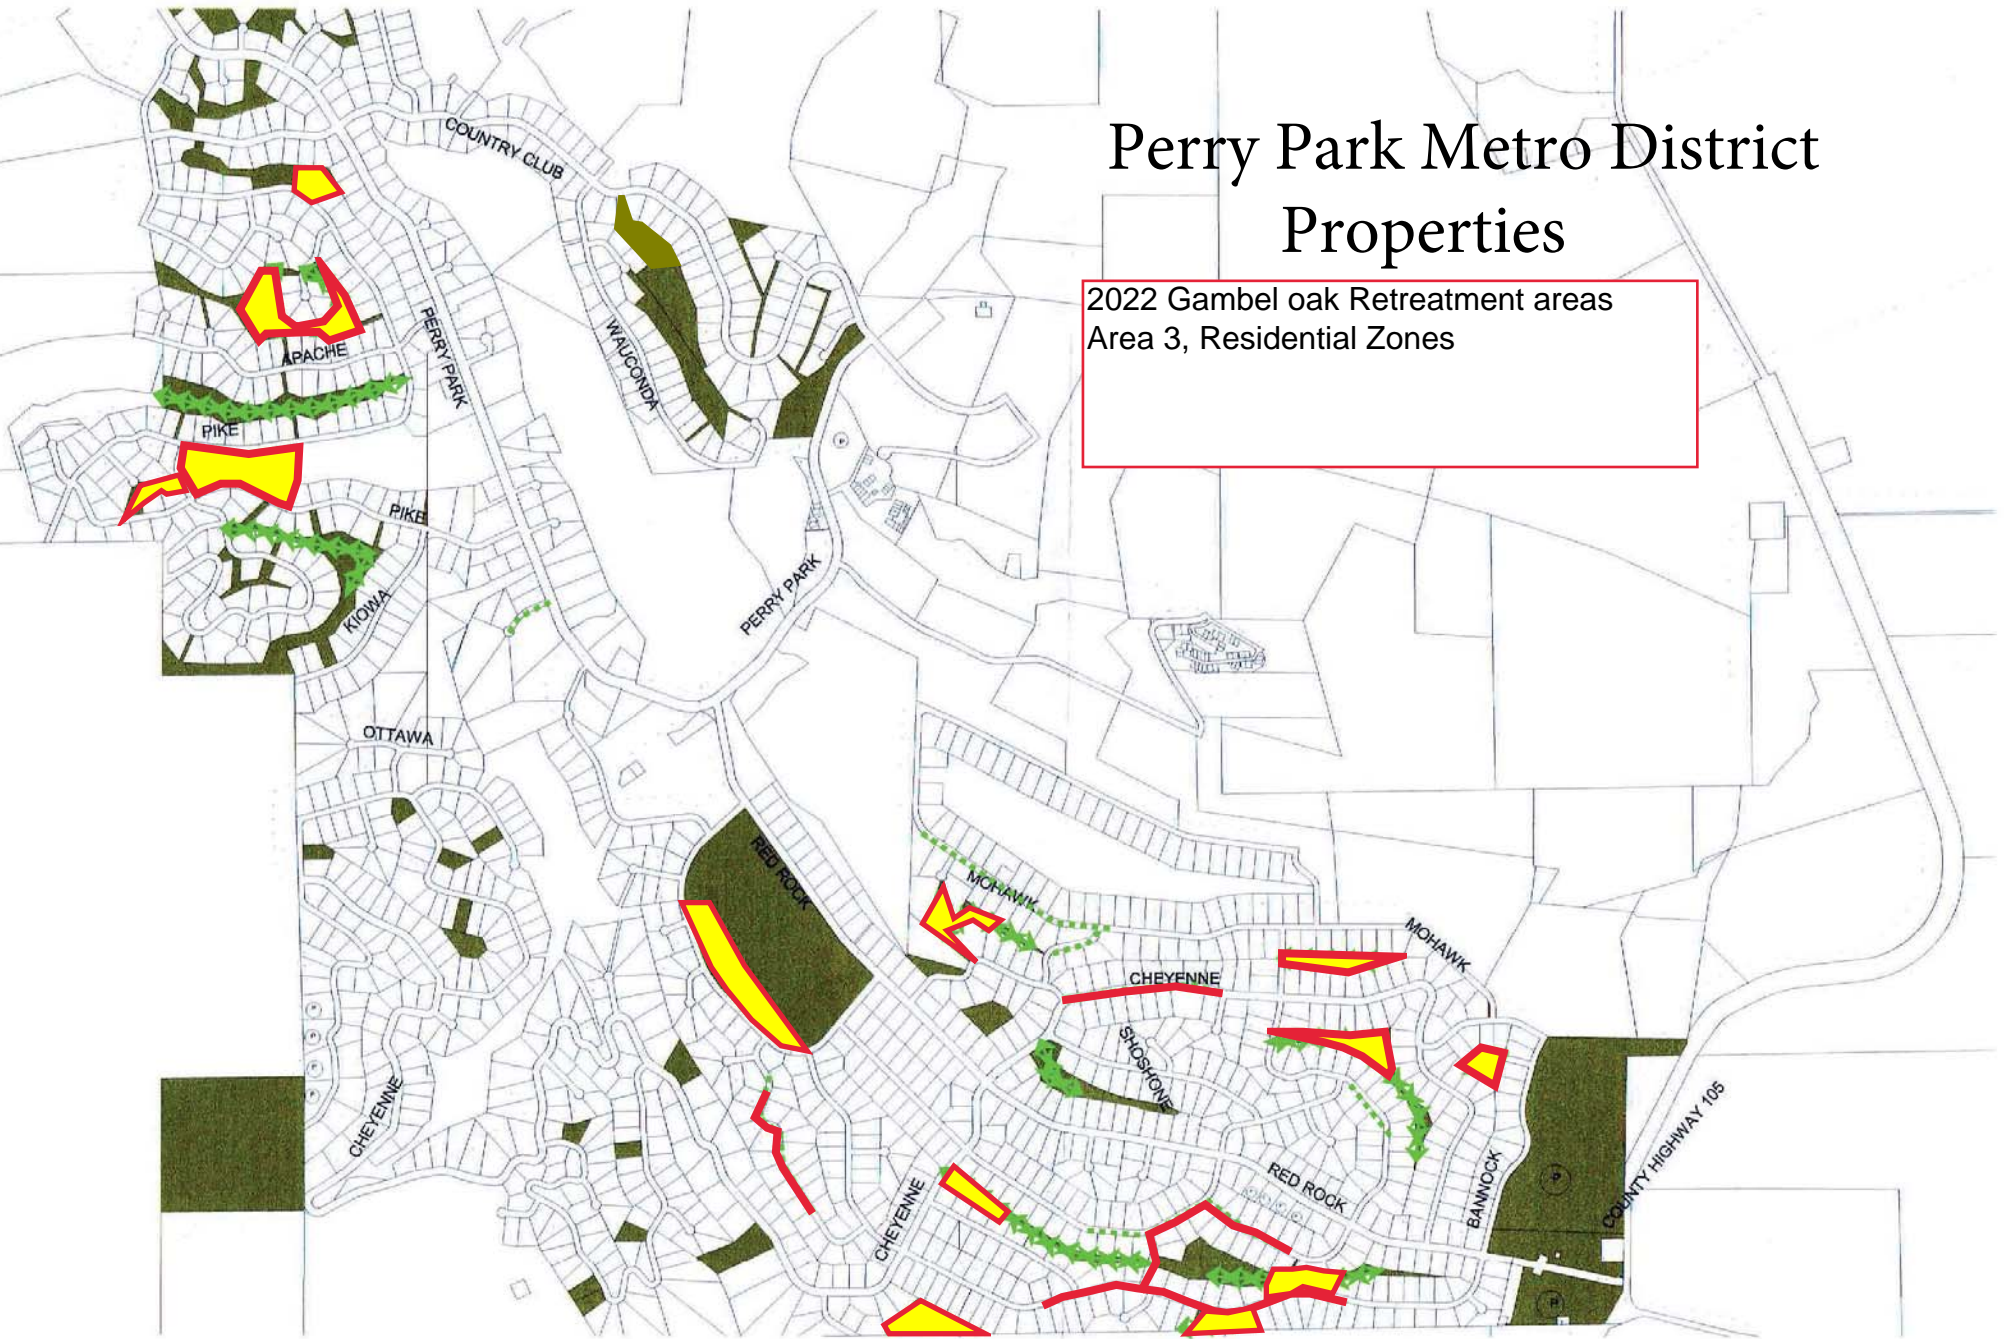 Perry Park Metro District
Properties
2022 Gambel oak Retreatment areas
Area 3, Residential Zones
COUNTRY CLUB
PERRY PARK
WAUCONDA
APACHE
PIKE
PIKE
KIOWA
PERRY PARK
OTTAWA
RED ROCK
MOHAWK
MOHAWK
CHEYENNE
SHOSHONE
CHEYENNE
CHEYENNE
RED ROCK
BANNOCK
COUNTY HIGHWAY 105
P